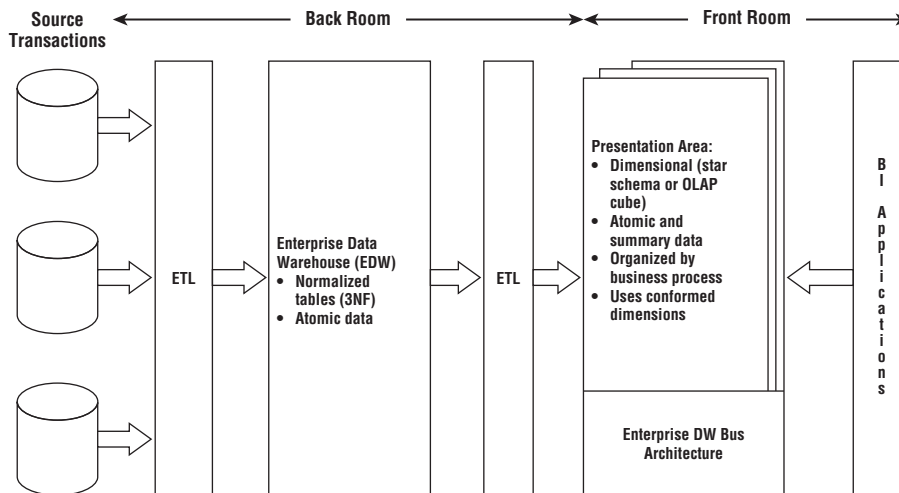 Source
Transactions
Back Room
Front Room
ETL
Enterprise Data
Warehouse (EDW)
• Normalized
tables (3NF)
• Atomic data
ETL
Presentation Area:
• Dimensional (star
schema or OLAP
cube)
• Atomic and
summary data
• Organized by
business process
• Uses conformed
dimensions
Enterprise DW Bus
Architecture
BI Applications